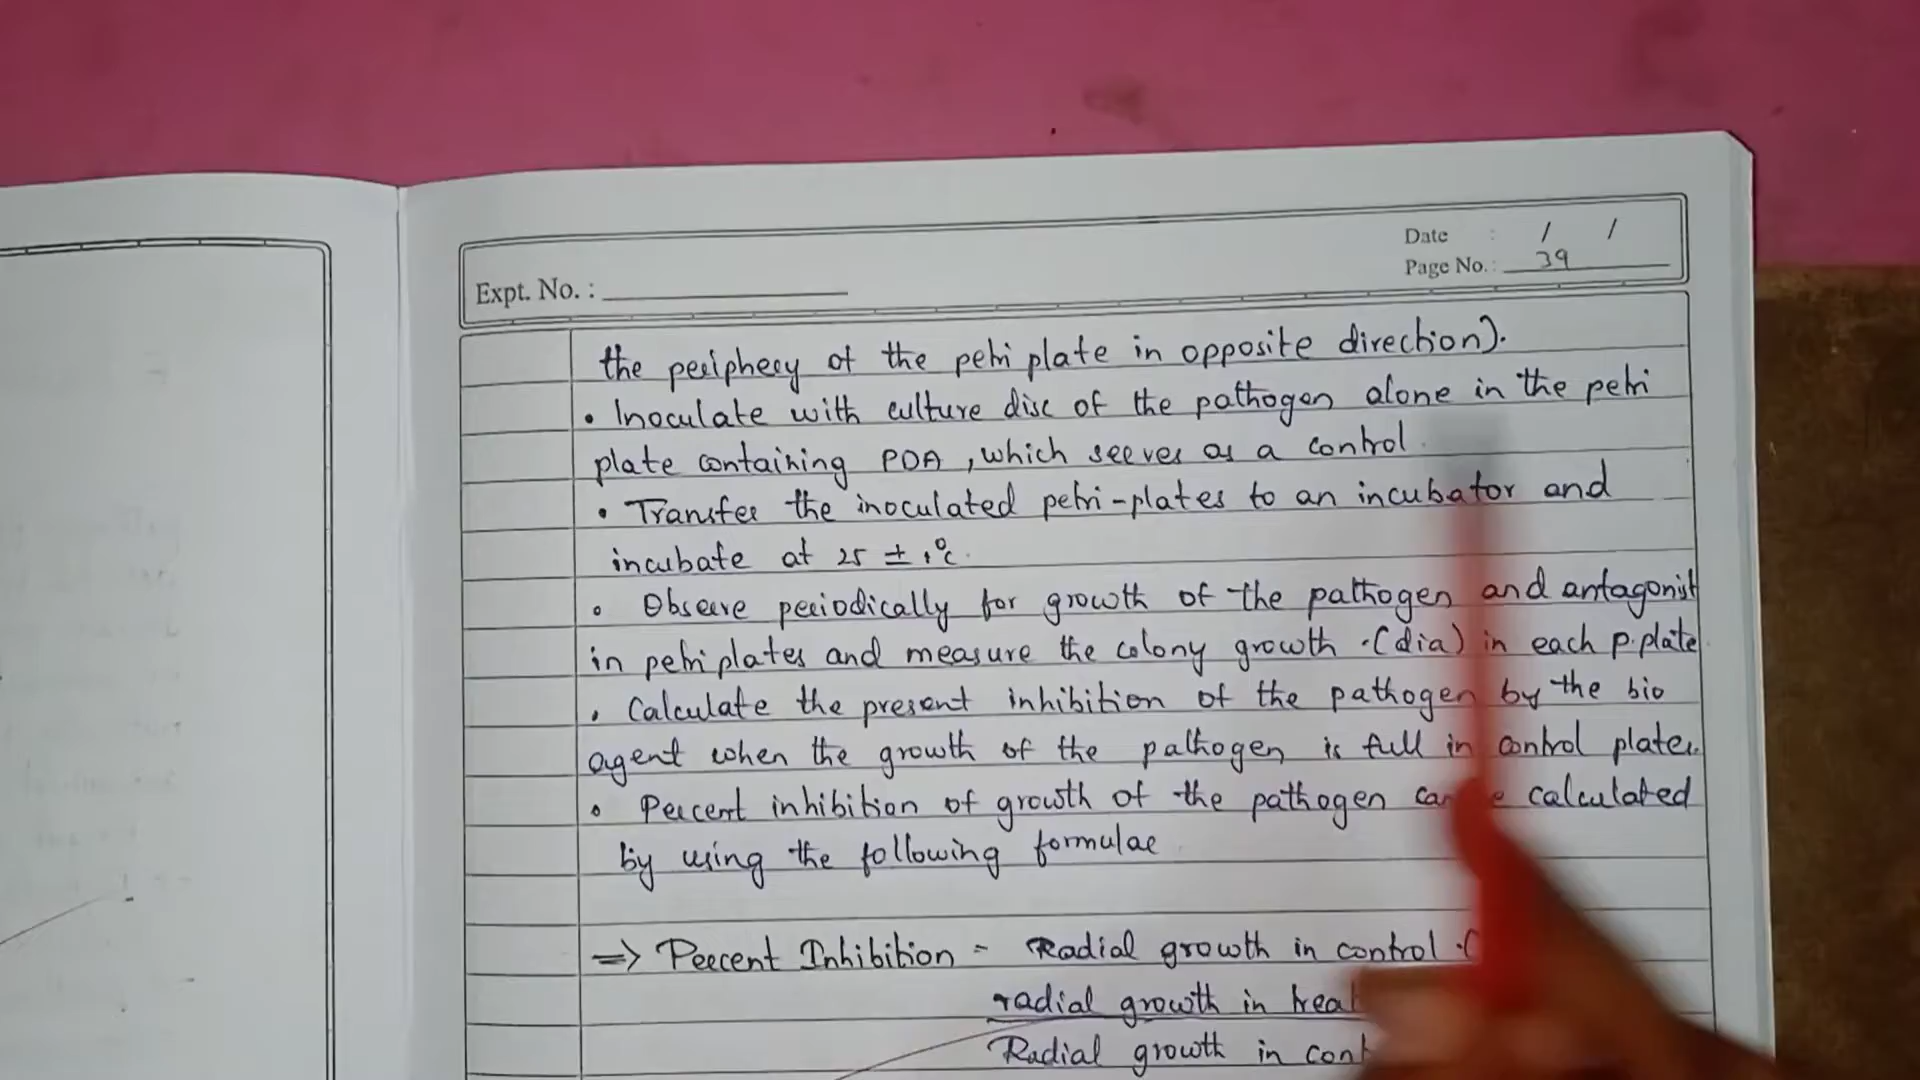 Date : / /
Page No. : 39
Expt. No. :
the periphery of the petri plate in opposite direction).
• Inoculate with culture disc of the pathogen alone in the petri
plate containing PDA, which serves as a control.
• Transfer the inoculated petri-plates to an incubator and
incubate at 25 ± 1°c.
• Observe periodically for growth of the pathogen and antagonist
in petri plates and measure the colony growth (dia) in each p.plate.
• Calculate the present inhibition of the pathogen by the bio
agent when the growth of the pathogen is full in control plates.
• Percent inhibition of growth of the pathogen calculated
by using the following formulae
=> Percent Inhibition = Radial growth in control (
radial growth in
Radial growth in